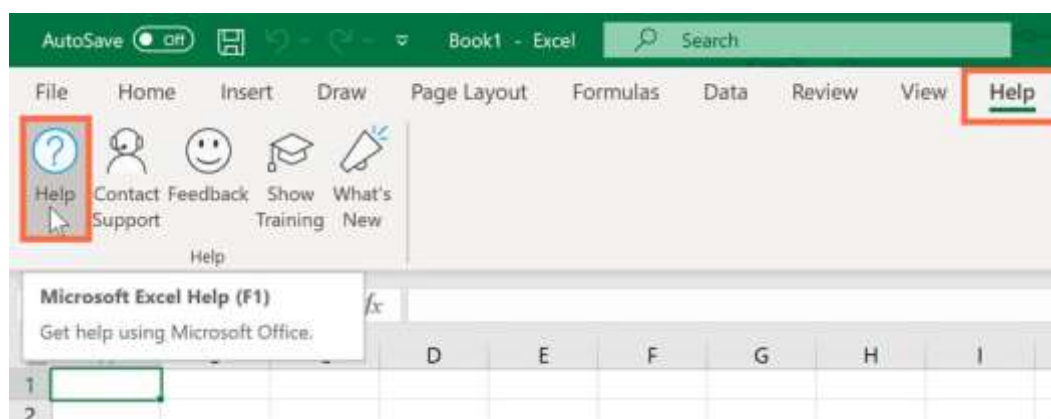 AutoSave Off Book1 - Excel Search
File Home Insert Draw Page Layout Formulas Data Review View Help
Help Contact Feedback Show What's
Support Training New
Help
Microsoft Excel Help (F1)
fx
Get help using Microsoft Office.
D E F G H I
1
2